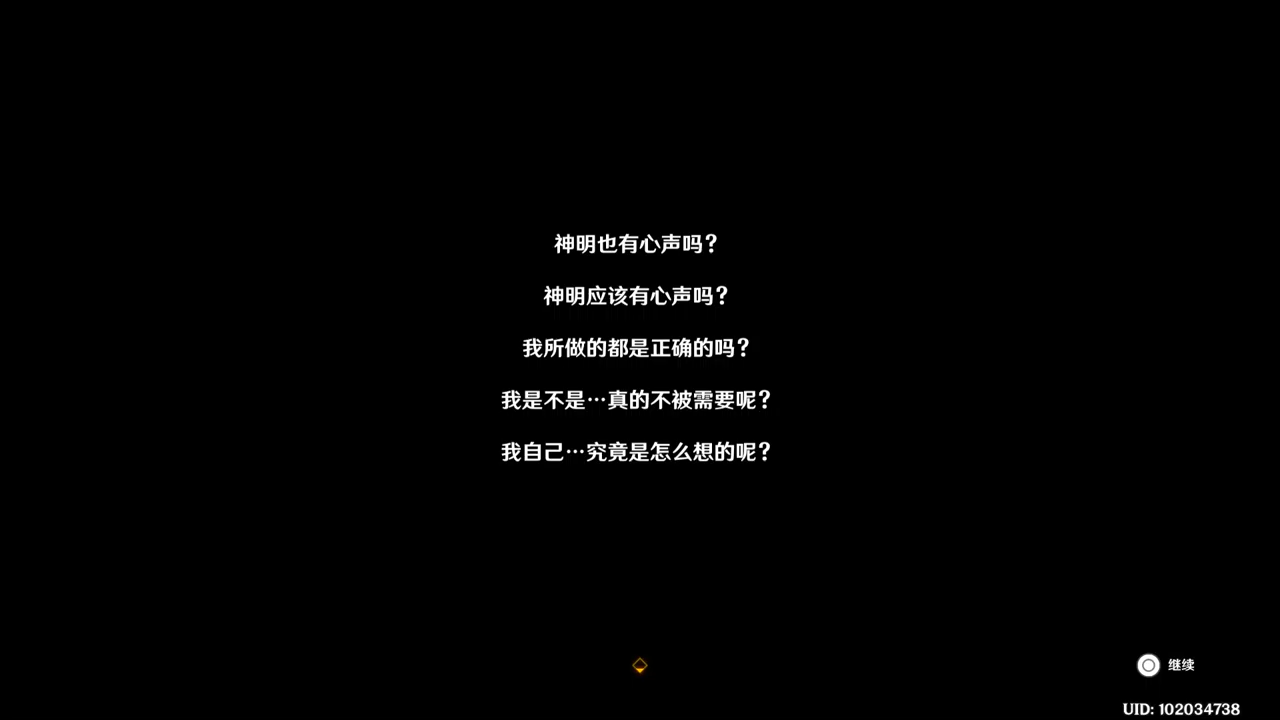 神明也有心声吗？
神明应该有心声吗？
我所做的都是正确的吗？
我是不是…真的不被需要呢？
我自己…究竟是怎么想的呢？
继续
UID: 102034738